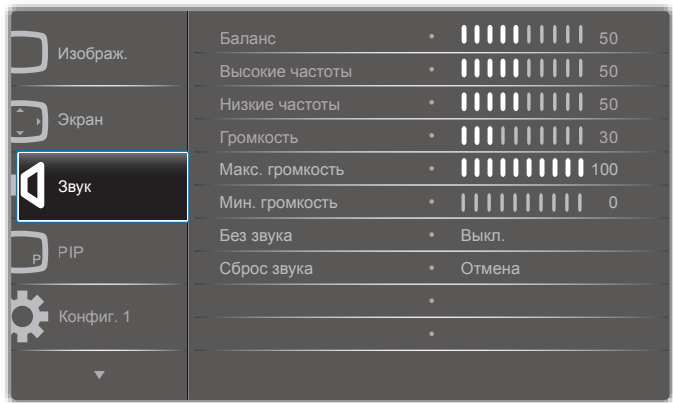 Изображ.
Экран
Звук
P
PIP
Конфиг. 1
Баланс • 50
Высокие частоты • 50
Низкие частоты • 50
Громкость • 30
Макс. громкость • 100
Мин. громкость • 0
Без звука • Выкл.
Сброс звука • Отмена
•
•